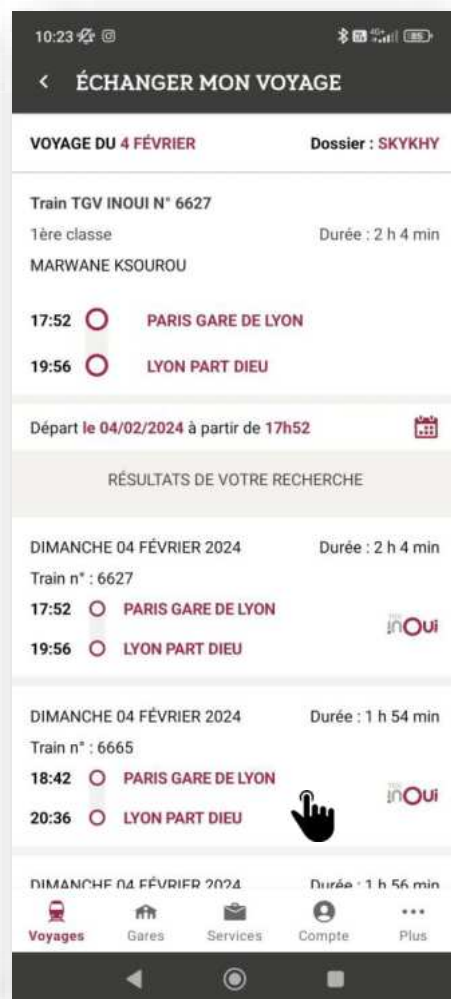 10:23
4G+
85
< ÉCHANGER MON VOYAGE
VOYAGE DU 4 FÉVRIER Dossier : SKYKHY
Train TGV INOUI N° 6627
1ère classe Durée : 2 h 4 min
MARWANE KSOUROU
17:52 PARIS GARE DE LYON
19:56 LYON PART DIEU
Départ le 04/02/2024 à partir de 17h52
RÉSULTATS DE VOTRE RECHERCHE
DIMANCHE 04 FÉVRIER 2024 Durée : 2 h 4 min
Train n° : 6627
17:52 PARIS GARE DE LYON
TGV inOui
19:56 LYON PART DIEU
DIMANCHE 04 FÉVRIER 2024 Durée : 1 h 54 min
Train n° : 6665
18:42 PARIS GARE DE LYON
TGV inOui
20:36 LYON PART DIEU
DIMANCHE 04 FÉVRIER 2024 Durée : 1 h 56 min
Voyages Gares Services Compte Plus